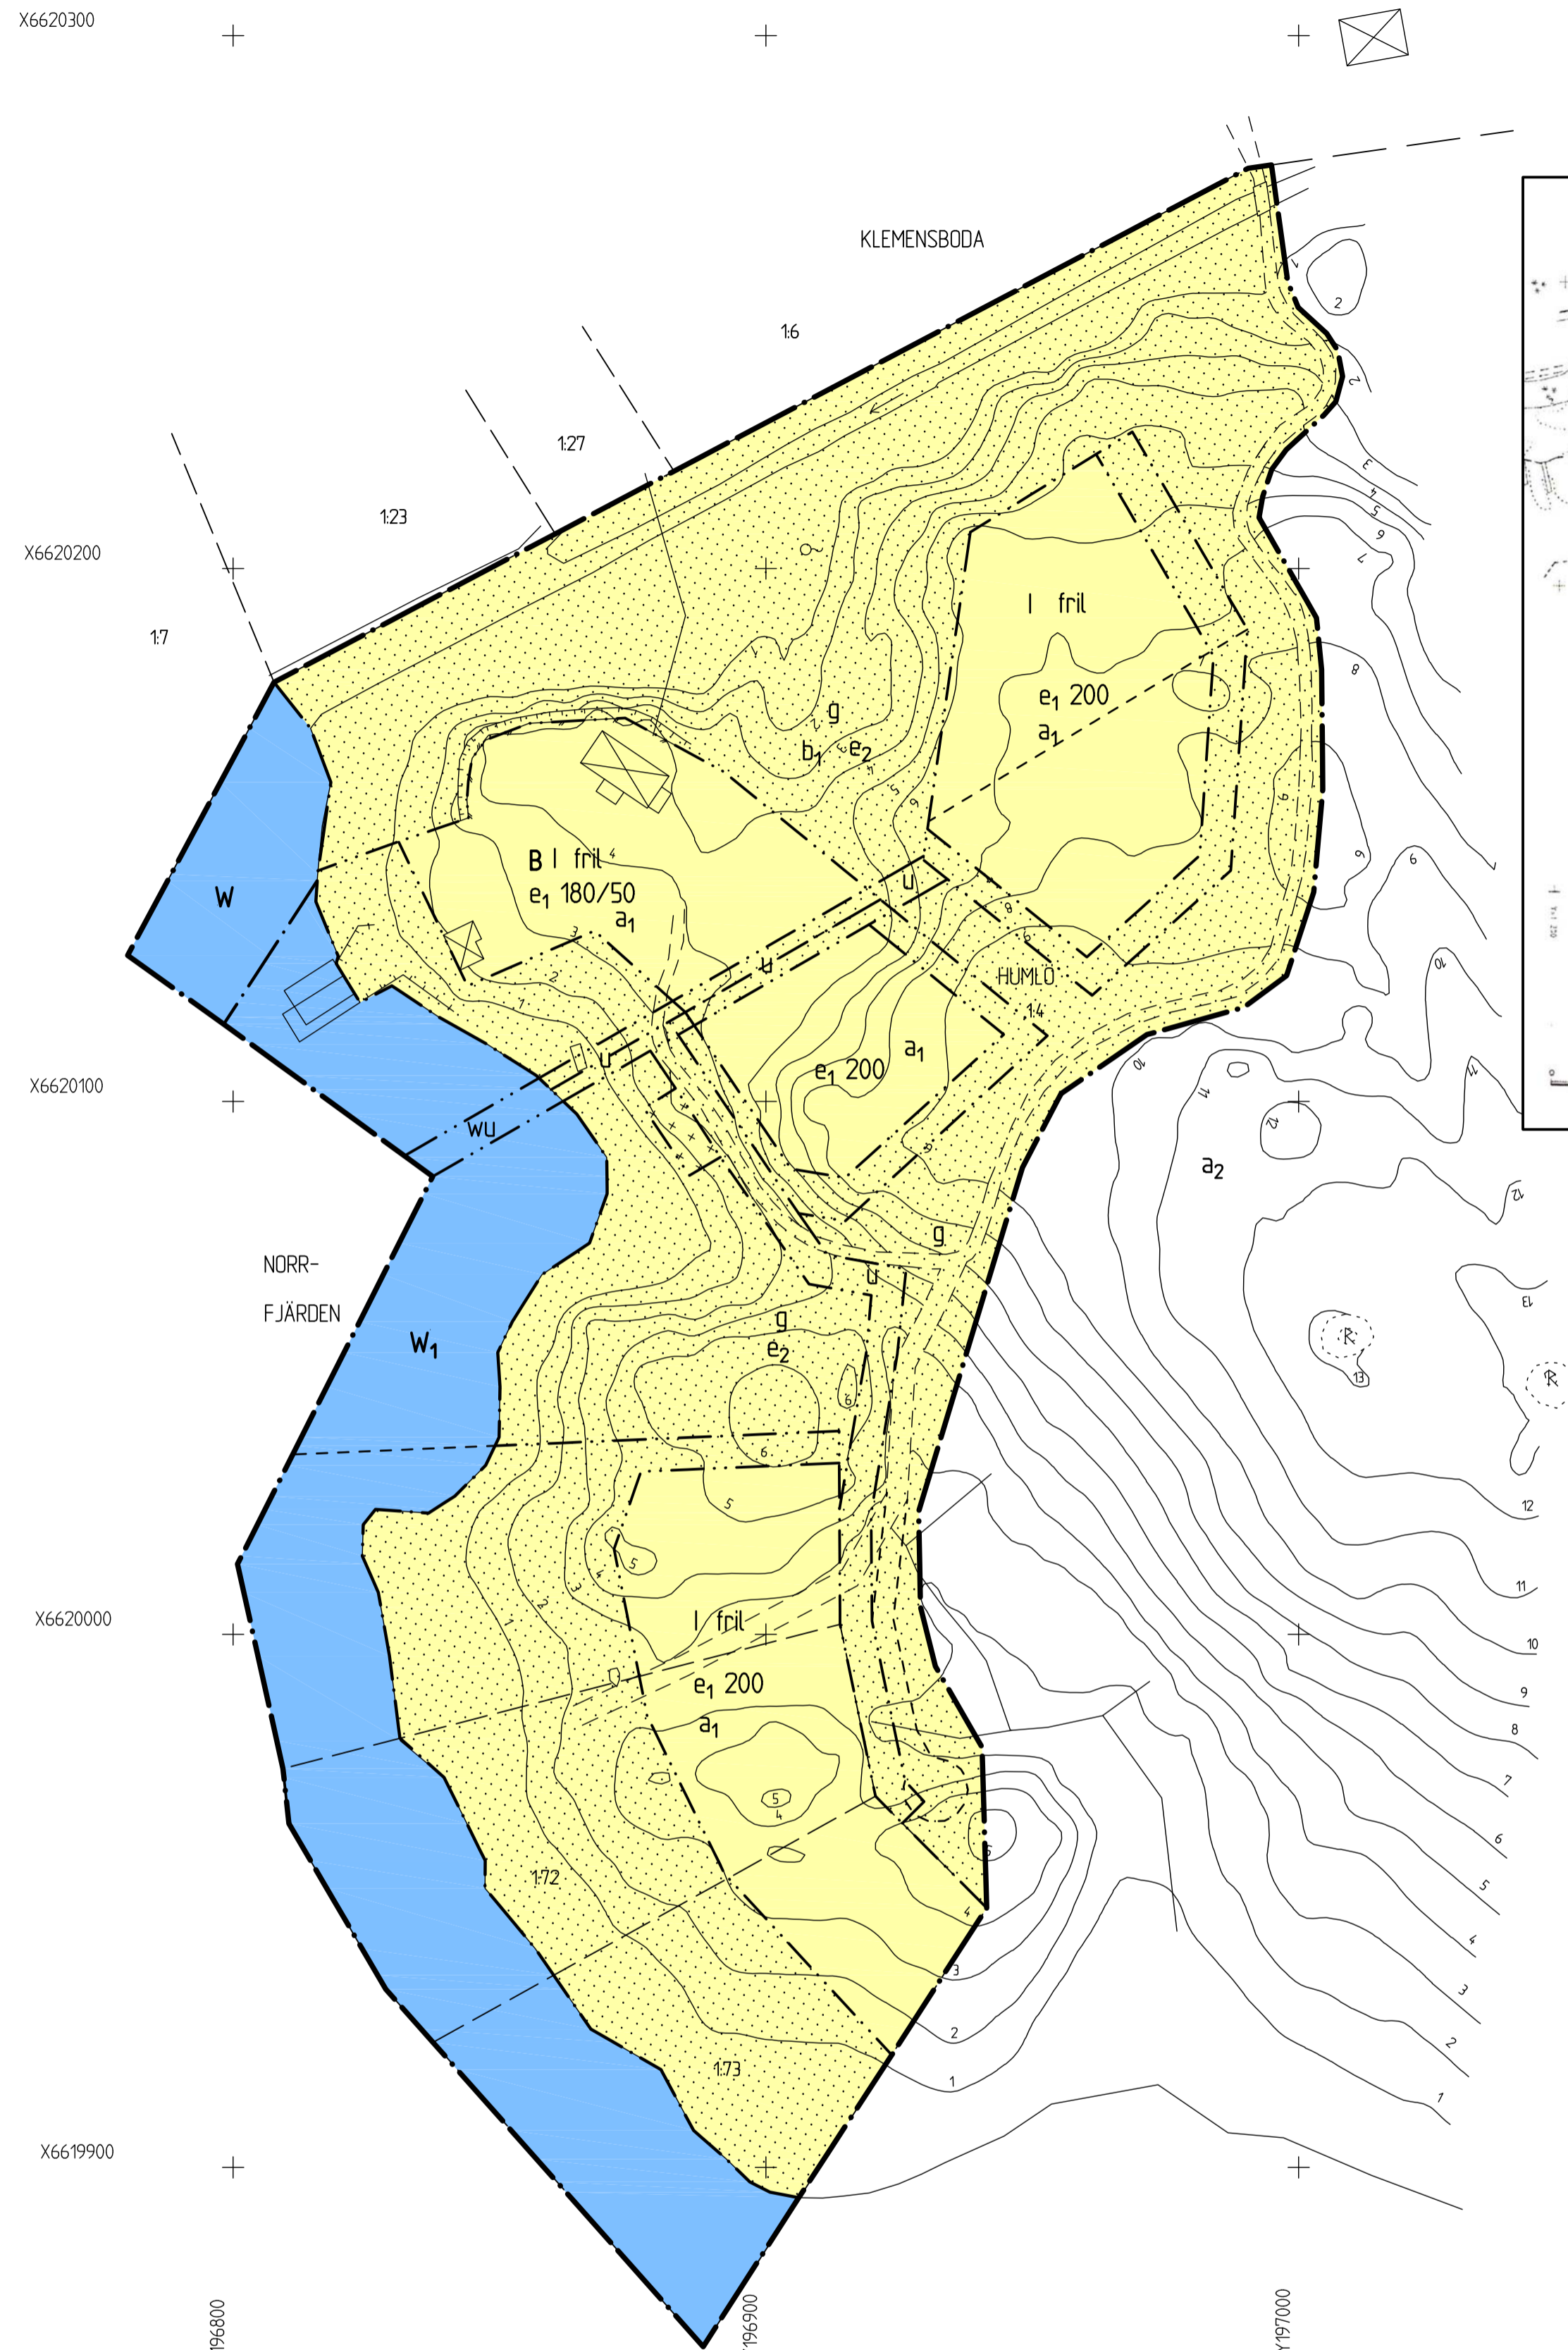 X6620300
KLEMENSBODA
1:6
1:27
1:23
1:7
X6620200
I fril
e1 200
a1
g
b1 e2
B I fril
e1 180/50
a1
W
u
u
HUMLÖ
1:4
e1 200 a1
u
X6620100
wu
a2
g
NORR-
FJÄRDEN
u
g
e2
W1
I fril
X6620000
e1 200
a1
1:72
1:73
X6619900
196800
196900
Y197000